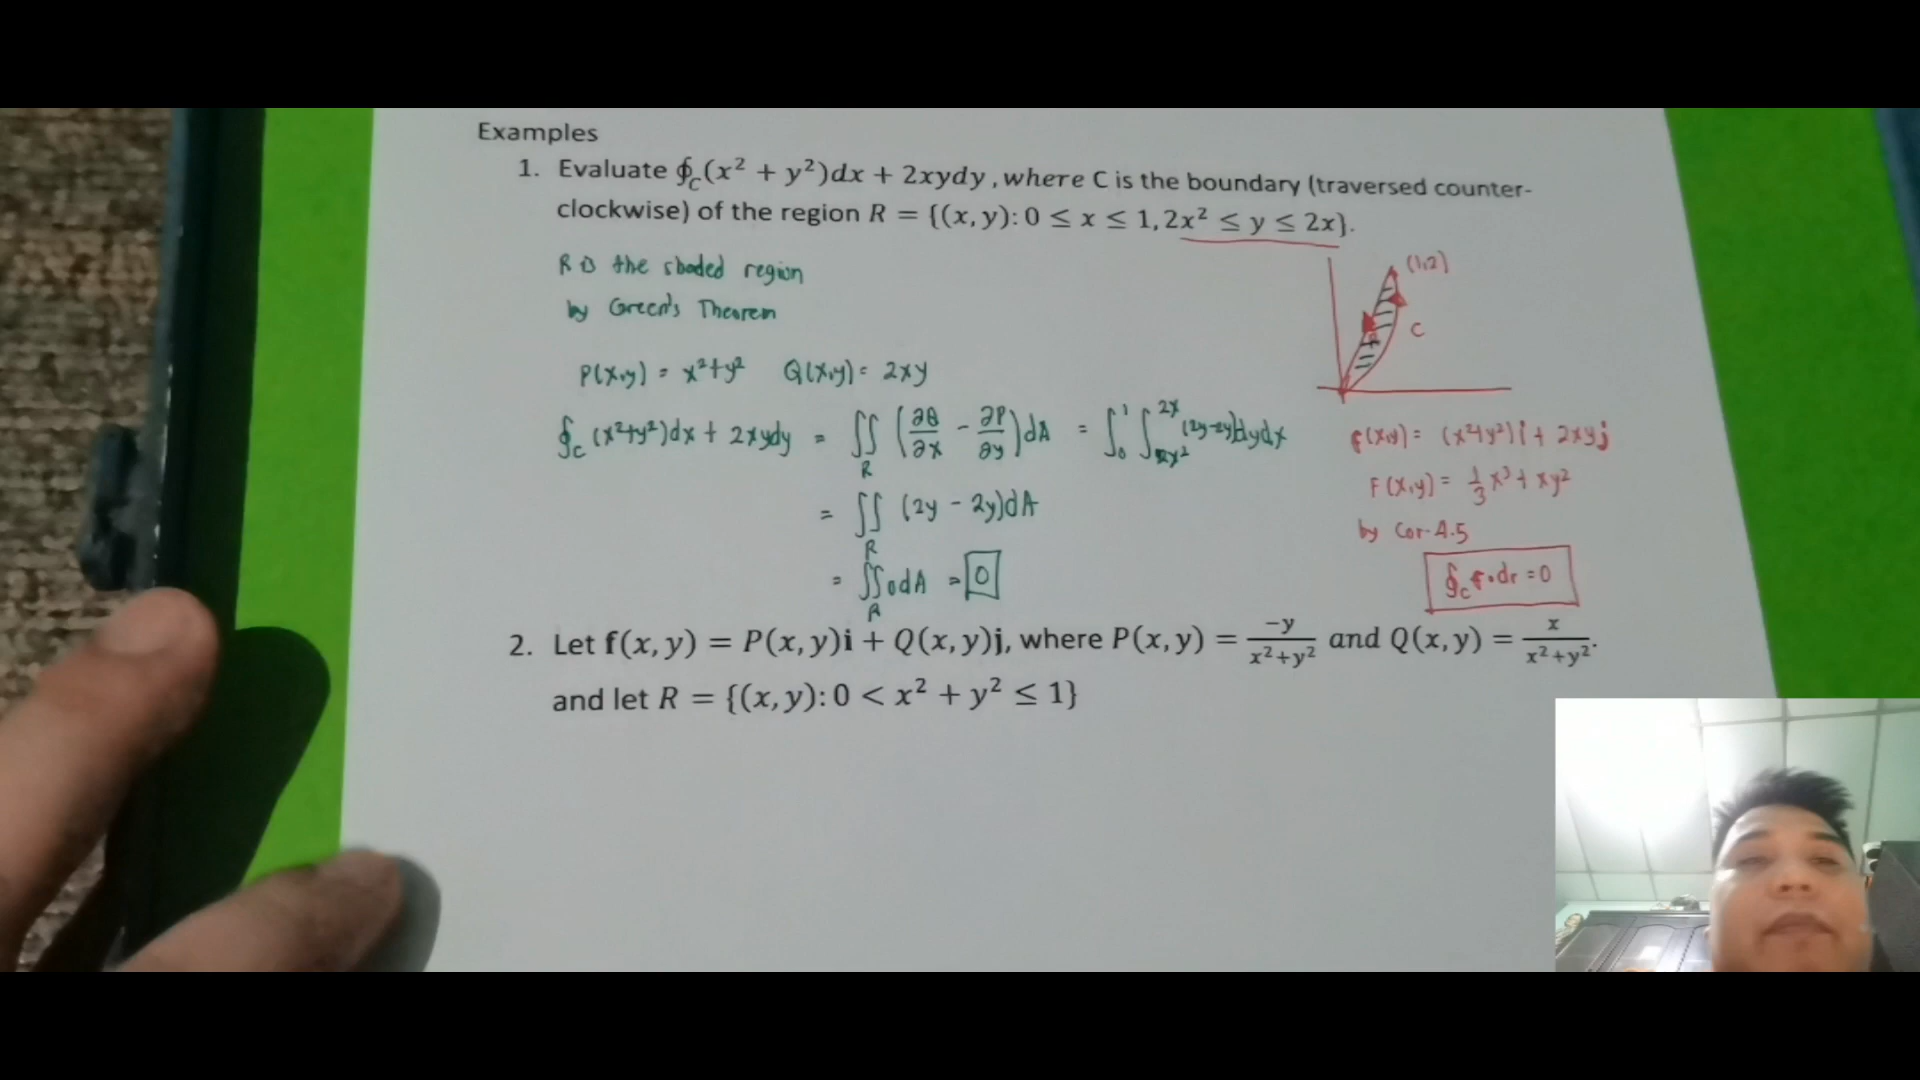 Examples
1. Evaluate ∮_C(x² + y²)dx + 2xydy, where C is the boundary (traversed counter-
clockwise) of the region R = {(x, y): 0 ≤ x ≤ 1, 2x² ≤ y ≤ 2x}.
R is the shaded region
by Green's Theorem
P(x,y) = x²+y² Q(x,y) = 2xy
∮_C (x²+y²)dx + 2xydy = ∬_R (∂Q/∂x - ∂P/∂y)dA = ∫₀¹ ∫_{2x²}^{2x} (2y-2y)dydx
= ∬_R (2y - 2y)dA
= ∬_R 0dA = 0
(1,2)
C
f(x,y) = (x²+y²)i + 2xyj
F(x,y) = 1/3 x³ + xy²
by Cor. 4.5
∮_C f·dr = 0
2. Let f(x, y) = P(x, y)i + Q(x, y)j, where P(x, y) = -y/(x²+y²) and Q(x, y) = x/(x²+y²).
and let R = {(x, y): 0 < x² + y² ≤ 1}